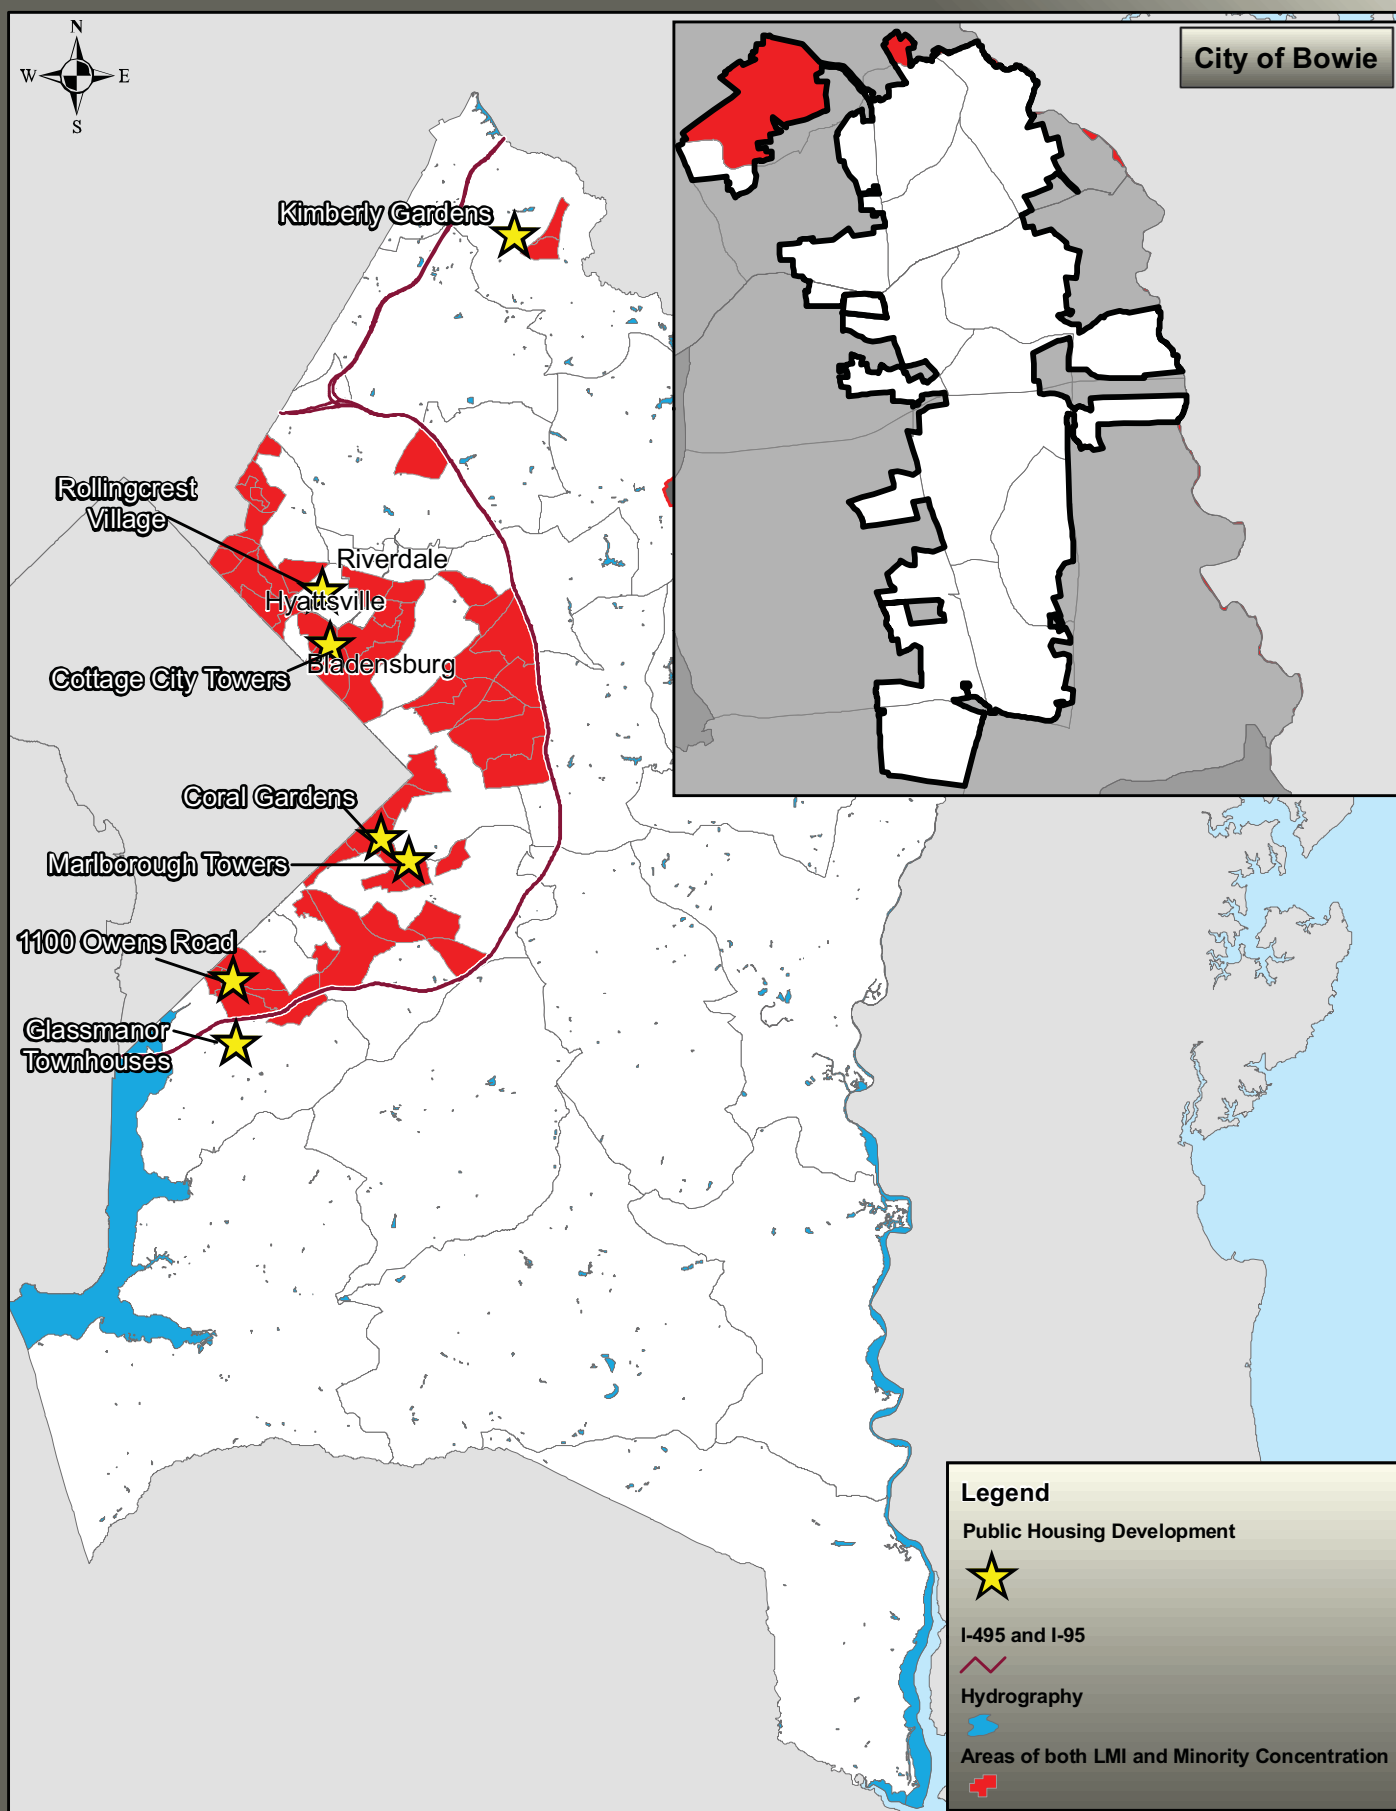 N
W E
S
City of Bowie
Kimberly Gardens
Rollingcrest
Village
Riverdale
Hyattsville
Bladensburg
Cottage City Towers
Coral Gardens
Marlborough Towers
1100 Owens Road
Glassmanor
Townhouses
Legend
Public Housing Development
I-495 and I-95
Hydrography
Areas of both LMI and Minority Concentration